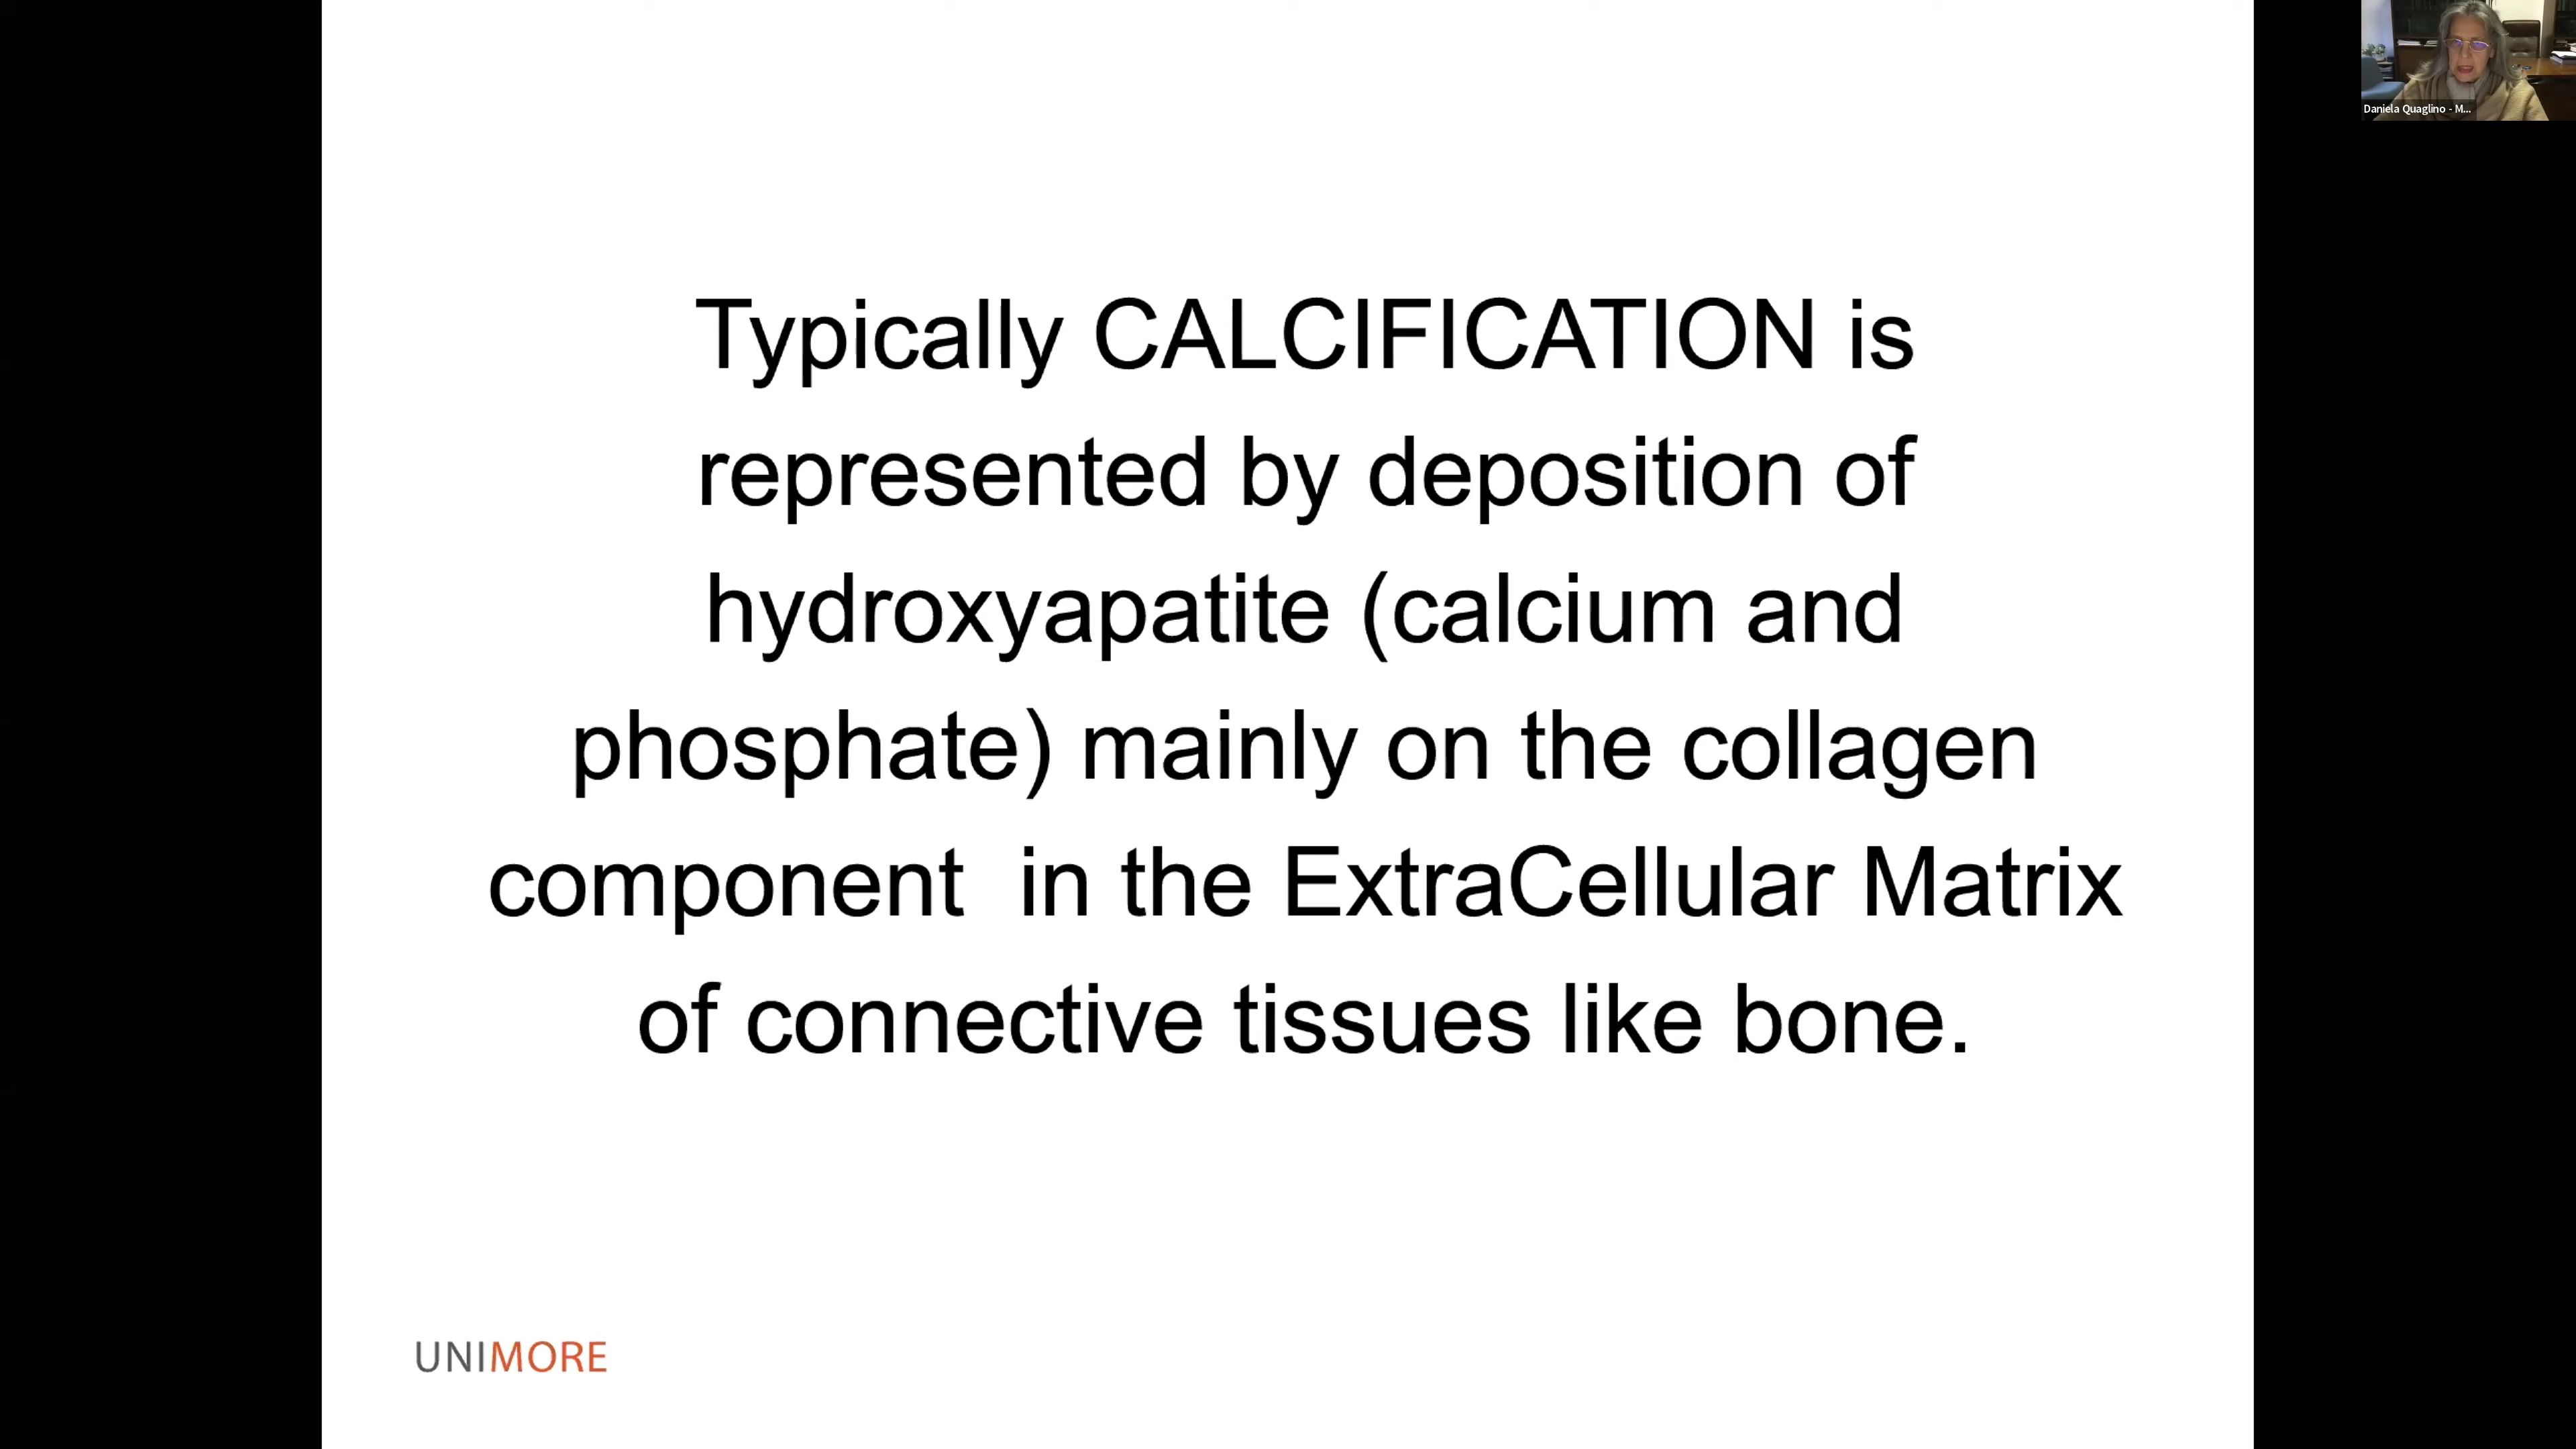 Typically CALCIFICATION is
represented by deposition of
hydroxyapatite (calcium and
phosphate) mainly on the collagen
component in the ExtraCellular Matrix
of connective tissues like bone.
UNIMORE
Daniela Quaglino - M...